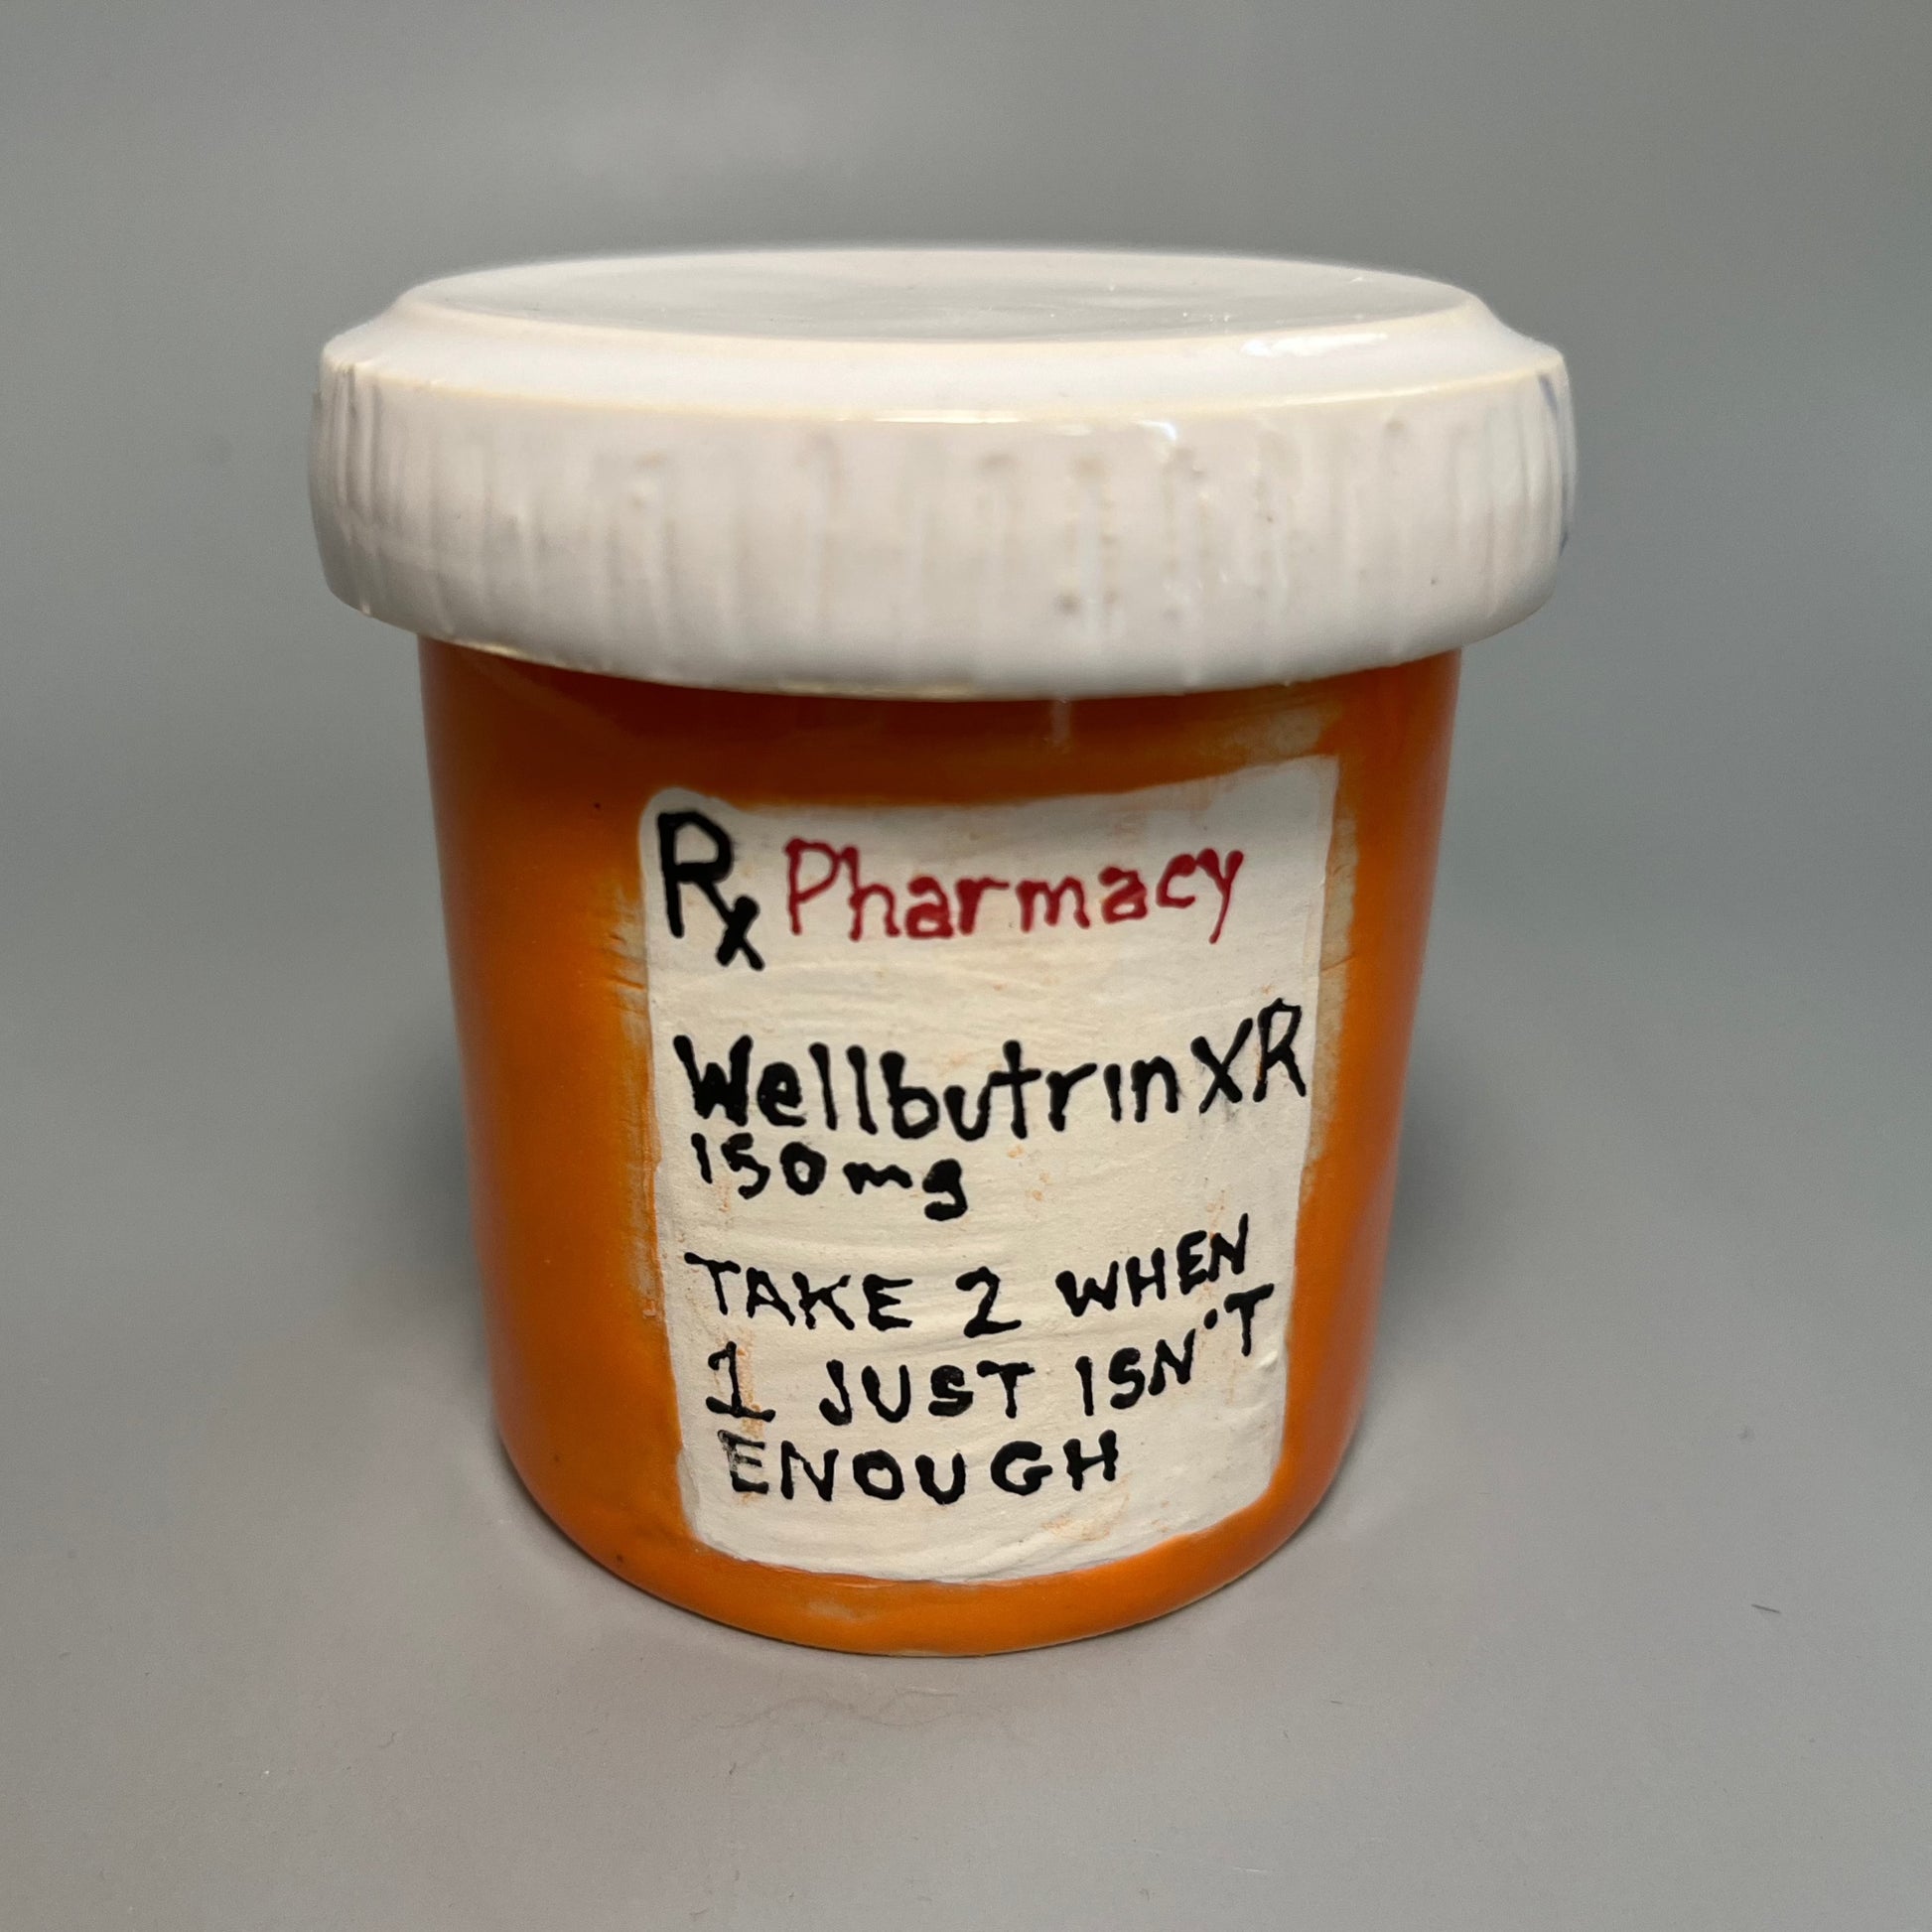 Rx Pharmacy
Wellbutrin XR
150mg
TAKE 2 WHEN
1 JUST ISN'T
ENOUGH